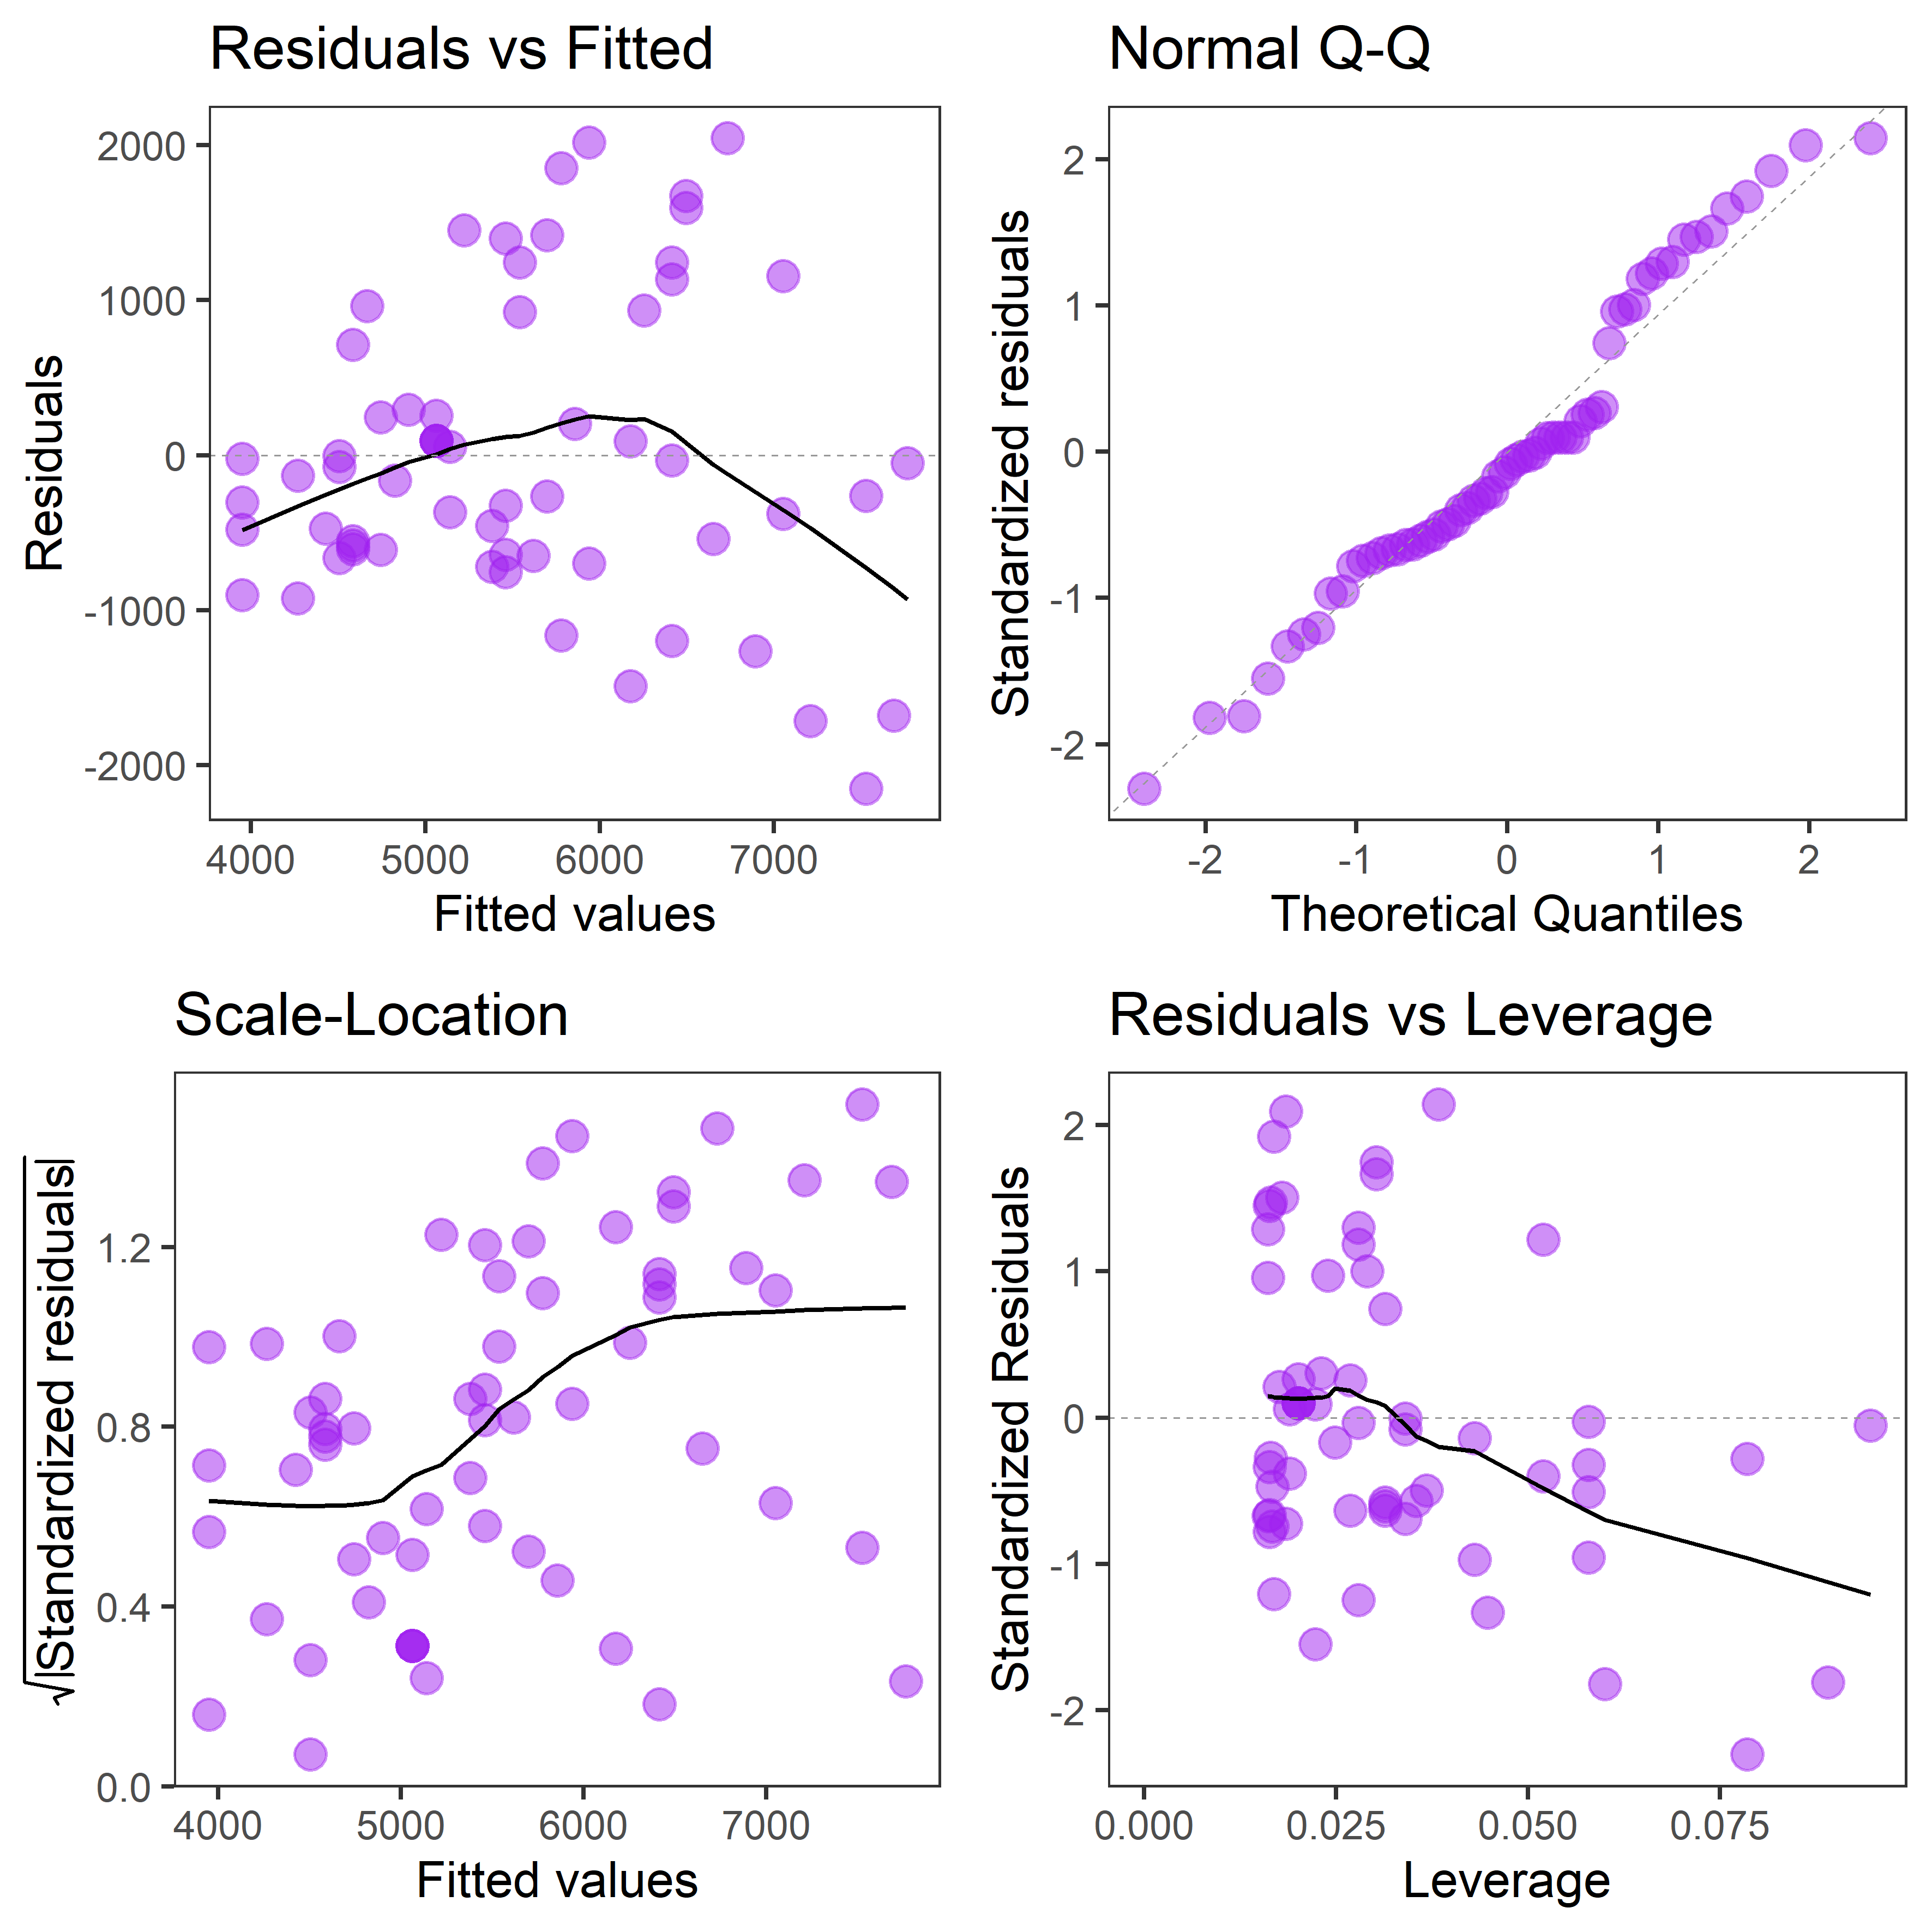 Residuals vs Fitted
2000
1000
0
-1000
-2000
Residuals
4000 5000 6000 7000
Fitted values
Normal Q-Q
2
1
0
-1
-2
Standardized residuals
-2 -1 0 1 2
Theoretical Quantiles
Scale-Location
1.2
0.8
0.4
0.0
√|Standardized residuals|
4000 5000 6000 7000
Fitted values
Residuals vs Leverage
2
1
0
-1
-2
Standardized Residuals
0.000 0.025 0.050 0.075
Leverage